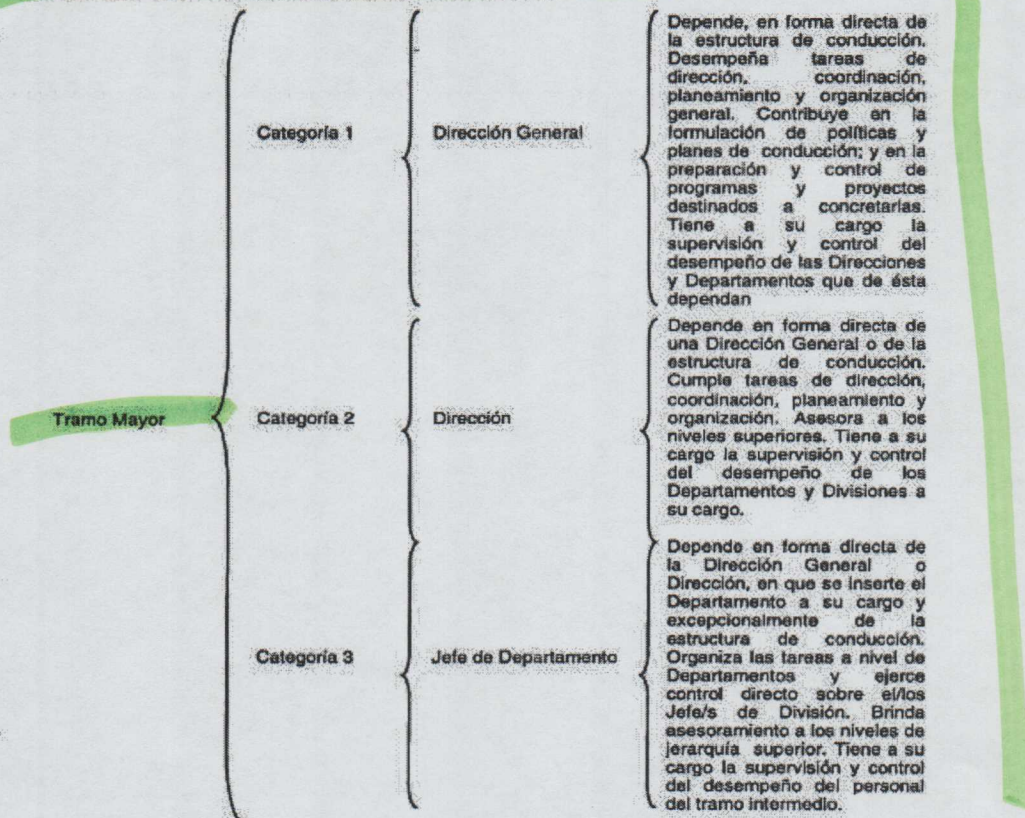 Tramo Mayor
Categoría 1
Dirección General
Depende, en forma directa de
la estructura de conducción.
Desempeña tareas de
dirección, coordinación,
planeamiento y organización
general. Contribuye en la
formulación de políticas y
planes de conducción; y en la
preparación y control de
programas y proyectos
destinados a concretarlas.
Tiene a su cargo la
supervisión y control del
desempeño de las Direcciones
y Departamentos que de ésta
dependan
Categoría 2
Dirección
Depende en forma directa de
una Dirección General o de la
estructura de conducción.
Cumple tareas de dirección,
coordinación, planeamiento y
organización. Asesora a los
niveles superiores. Tiene a su
cargo la supervisión y control
del desempeño de los
Departamentos y Divisiones a
su cargo.
Categoría 3
Jefe de Departamento
Depende en forma directa de
la Dirección General o
Dirección, en que se inserte el
Departamento a su cargo y
excepcionalmente de la
estructura de conducción.
Organiza las tareas a nivel de
Departamentos y ejerce
control directo sobre el/los
Jefe/s de División. Brinda
asesoramiento a los niveles de
jerarquía superior. Tiene a su
cargo la supervisión y control
del desempeño del personal
del tramo intermedio.